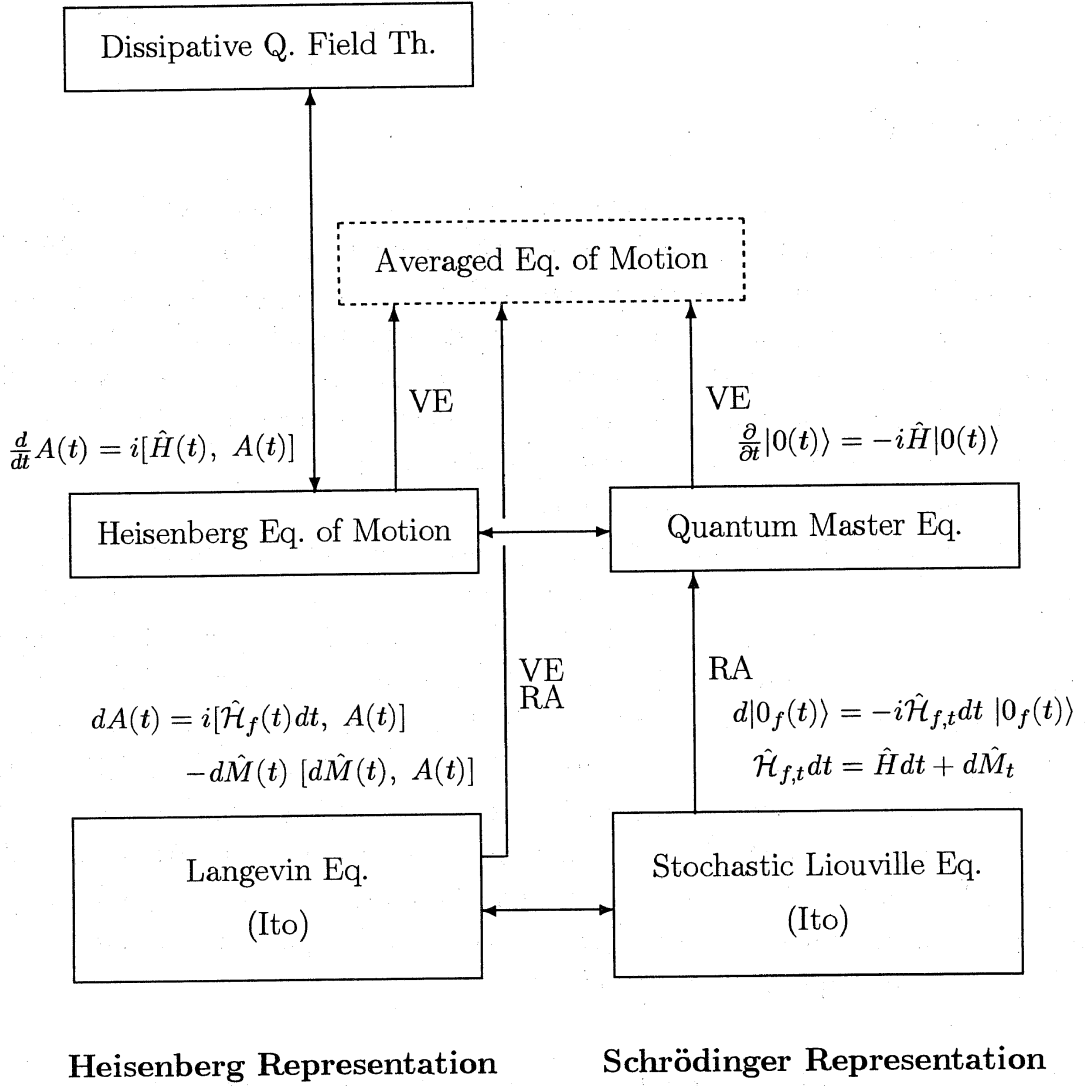 Dissipative Q. Field Th.
Averaged Eq. of Motion
VE
VE
$\frac{d}{dt}A(t) = i[\hat{H}(t),\ A(t)]$
$\frac{\partial}{\partial t}|0(t)\rangle = -i\hat{H}|0(t)\rangle$
Heisenberg Eq. of Motion
Quantum Master Eq.
VE
RA
RA
$dA(t) = i[\hat{\mathcal{H}}_f(t)dt,\ A(t)]$
$-d\hat{M}(t)\ [d\hat{M}(t),\ A(t)]$
$d|0_f(t)\rangle = -i\hat{\mathcal{H}}_{f,t}dt\ |0_f(t)\rangle$
$\hat{\mathcal{H}}_{f,t}dt = \hat{H}dt + d\hat{M}_t$
Langevin Eq.
(Ito)
Stochastic Liouville Eq.
(Ito)
Heisenberg Representation
Schrödinger Representation